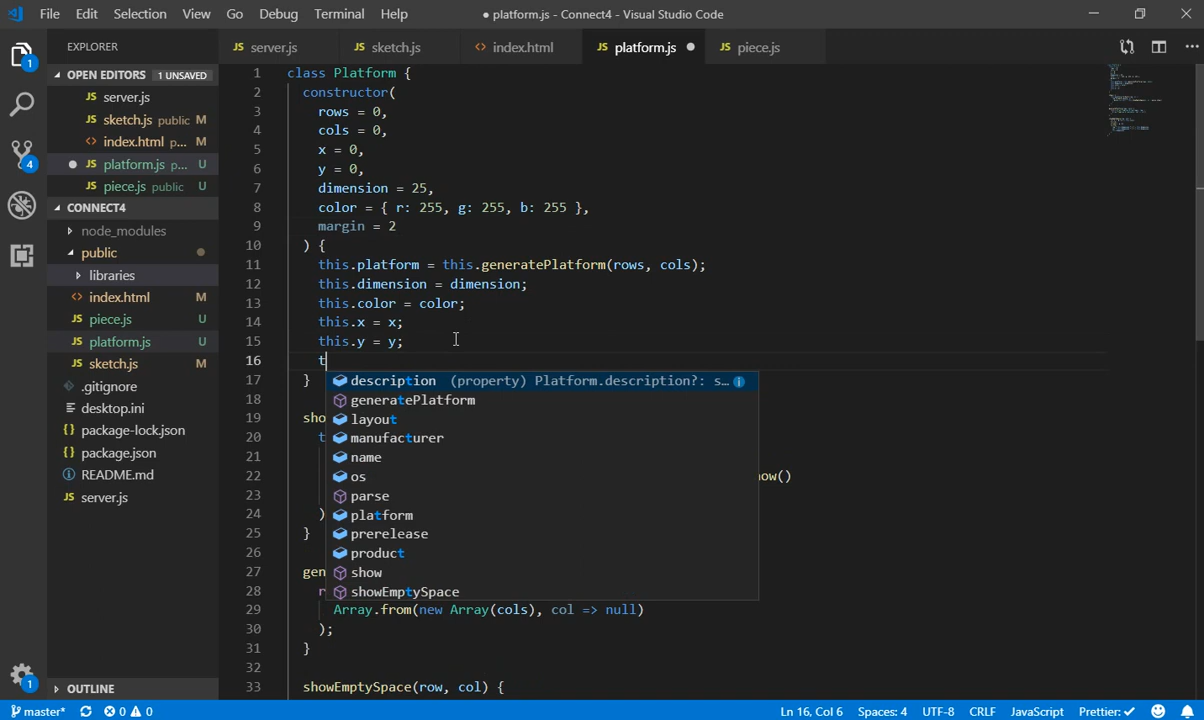 File Edit Selection View Go Debug Terminal Help ● platform.js - Connect4 - Visual Studio Code
EXPLORER
JS server.js JS sketch.js <> index.html JS platform.js ● JS piece.js
OPEN EDITORS 1 UNSAVED
JS server.js
JS sketch.js public M
<> index.html p... M
● JS platform.js p... U
JS piece.js public U
CONNECT4
node_modules
public
libraries
<> index.html M
JS piece.js U
JS platform.js U
JS sketch.js M
.gitignore
desktop.ini
{} package-lock.json
{} package.json
README.md
JS server.js
OUTLINE
1
4
1
1 class Platform {
2 constructor(
3 rows = 0,
4 cols = 0,
5 x = 0,
6 y = 0,
7 dimension = 25,
8 color = { r: 255, g: 255, b: 255 },
9 margin = 2
10 ) {
11 this.platform = this.generatePlatform(rows, cols);
12 this.dimension = dimension;
13 this.color = color;
14 this.x = x;
15 this.y = y;
16 t
17 }
18
19 sho
20 t
21
22 how()
23
24 )
25 }
26
27 gen
28 r
29 Array.from(new Array(cols), col => null)
30 );
31 }
32
33 showEmptySpace(row, col) {
description (property) Platform.description?: s...
generatePlatform
layout
manufacturer
name
os
parse
platform
prerelease
product
show
showEmptySpace
master* 0 0 Ln 16, Col 6 Spaces: 4 UTF-8 CRLF JavaScript Prettier: ✓